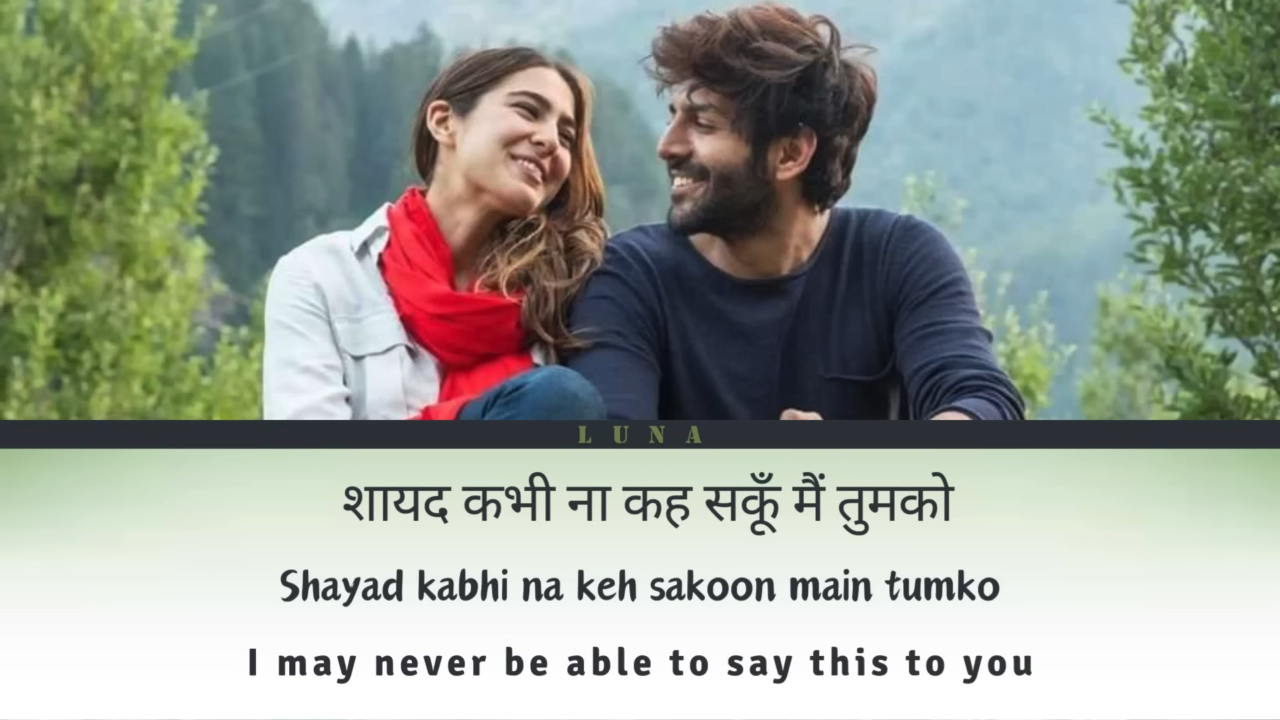 LUNA
शायद कभी ना कह सकूँ मैं तुमको
Shayad kabhi na keh sakoon main tumko
I may never be able to say this to you